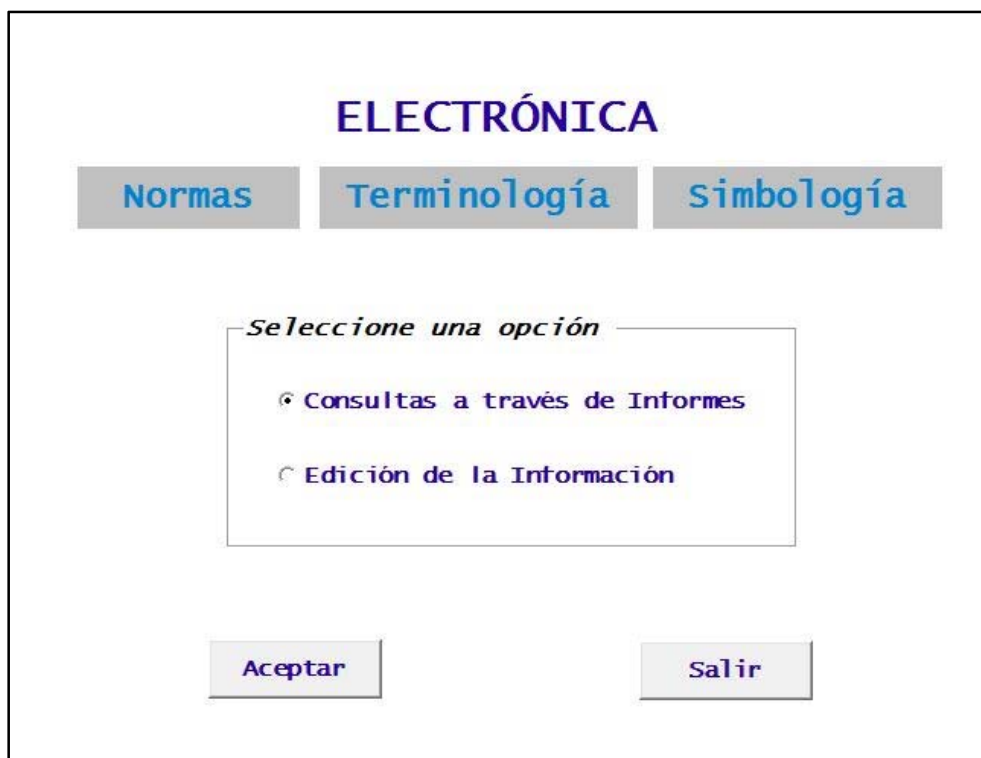 ELECTRÓNICA
Normas Terminología Simbología
Seleccione una opción
Consultas a través de Informes
Edición de la Información
Aceptar Salir